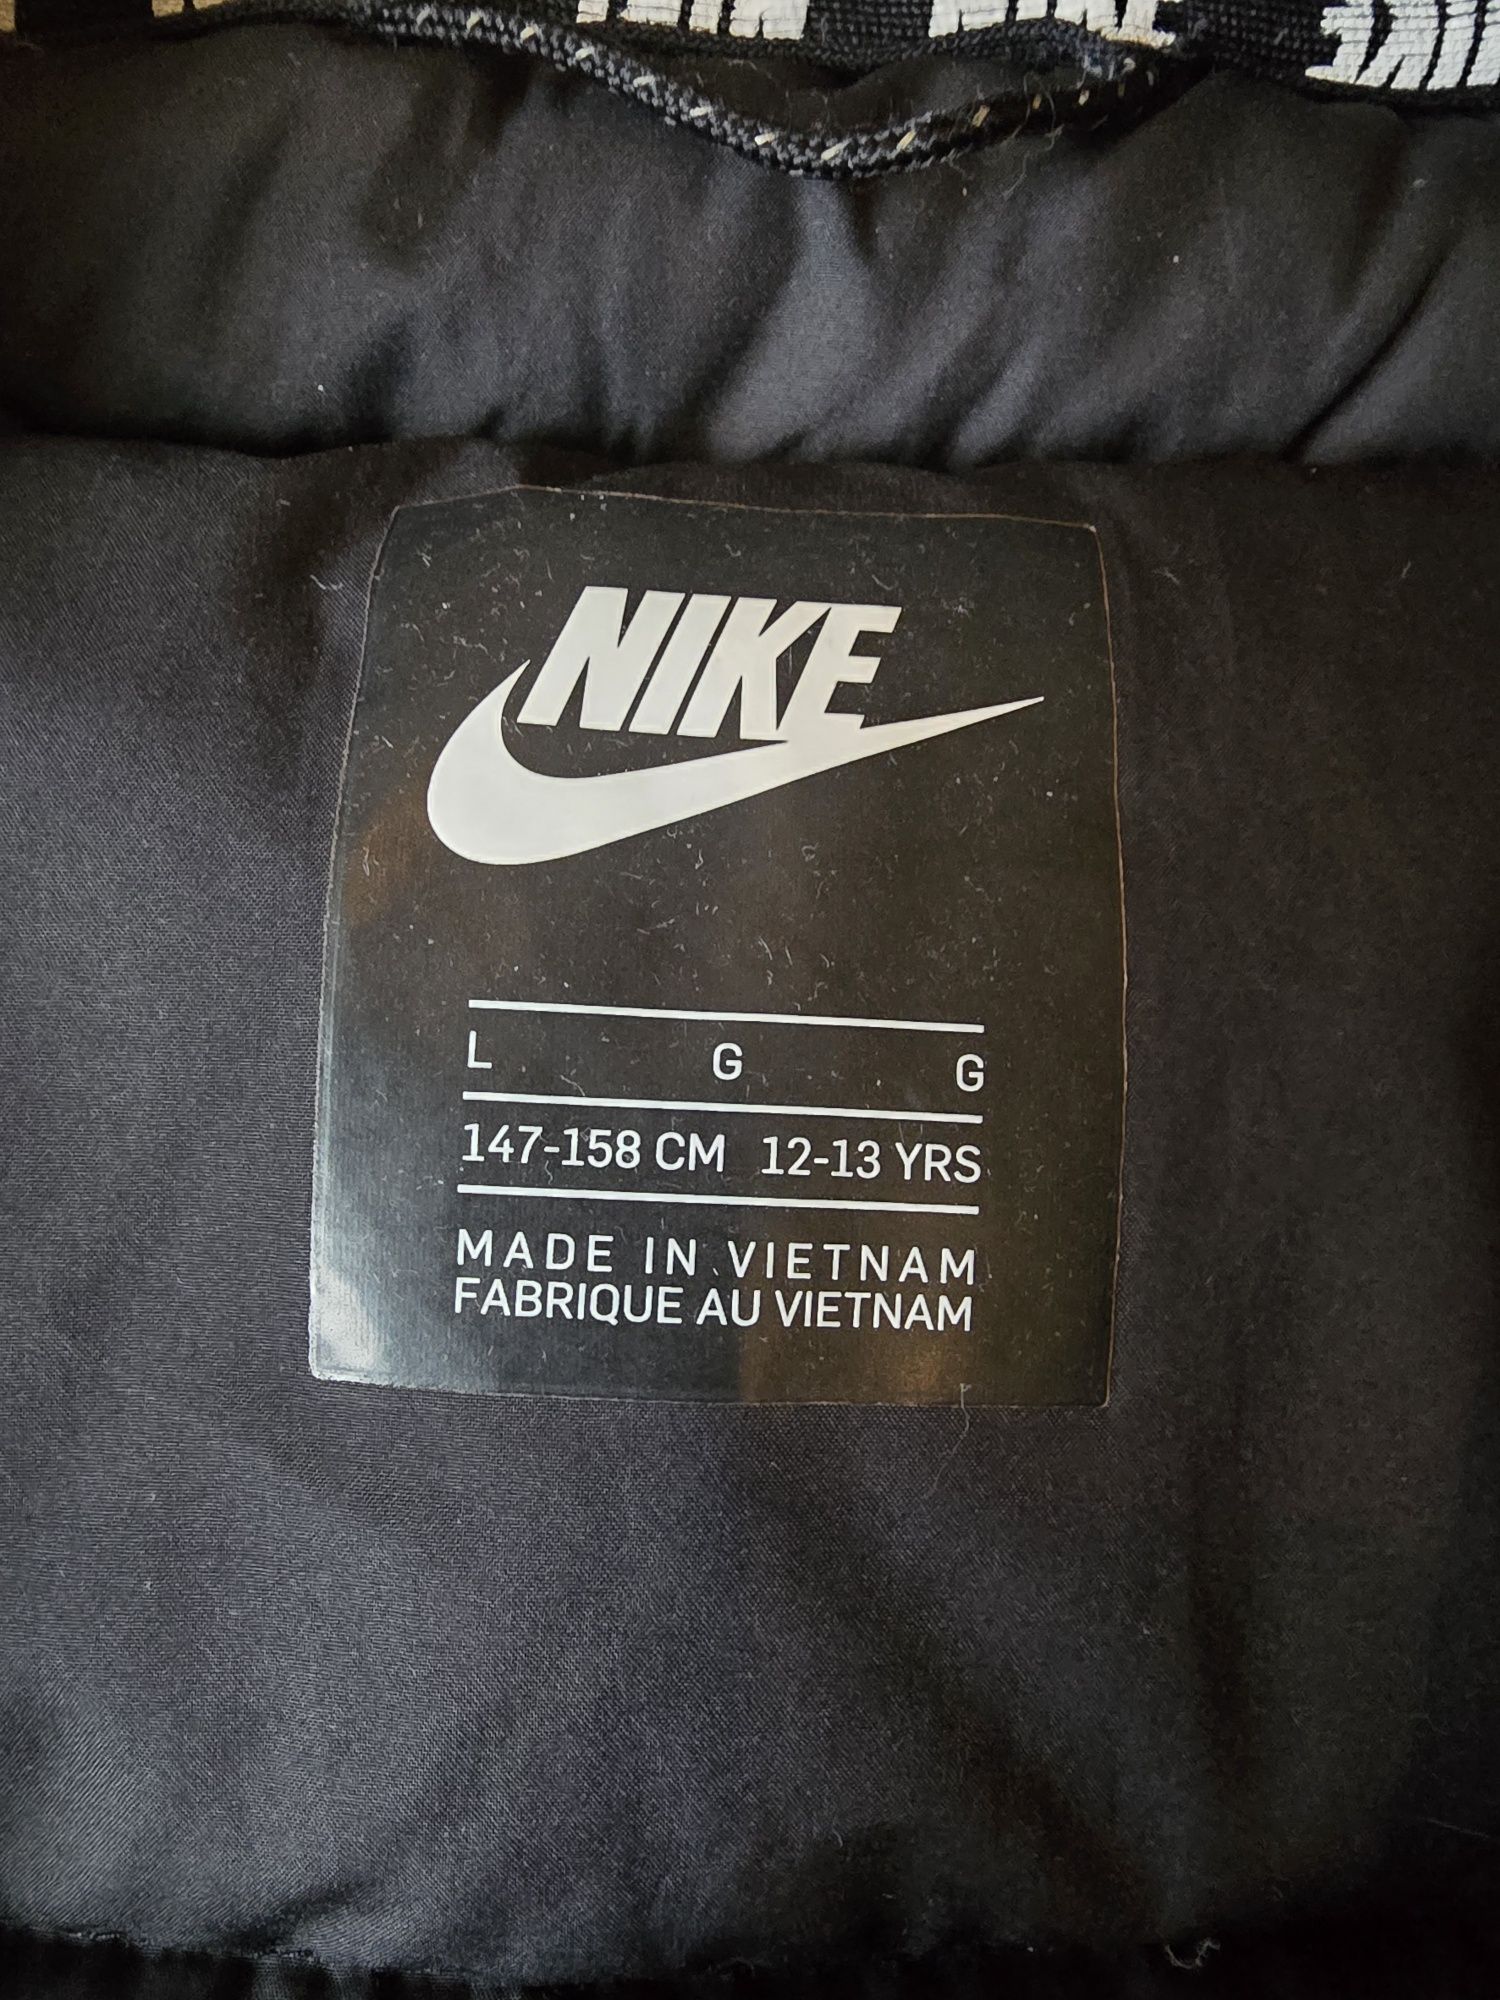 NIKE
L G G
147-158 CM 12-13 YRS
MADE IN VIETNAM
FABRIQUE AU VIETNAM